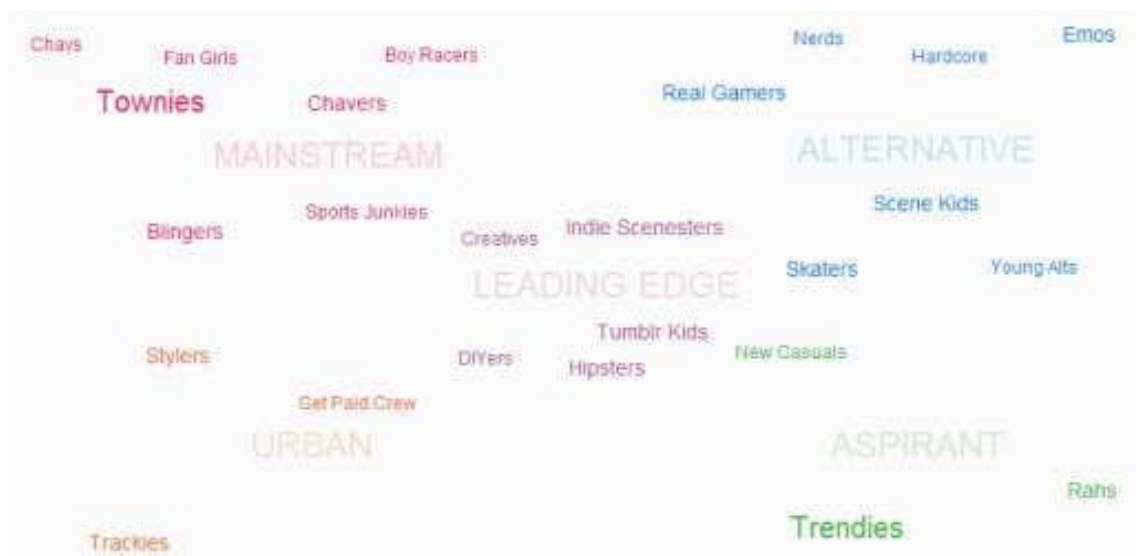 Chavs
Fan Girls
Boy Racers
Nerds
Hardcore
Emos
Townies
Chavers
Real Gamers
MAINSTREAM
ALTERNATIVE
Blingers
Sports Junkies
Creatives
Indie Scenesters
Scene Kids
LEADING EDGE
Skaters
Young Alts
Stylers
DIYers
Tumblr Kids
Hipsters
New Casuals
Get Paid Crew
URBAN
ASPIRANT
Rahs
Trendies
Trackies